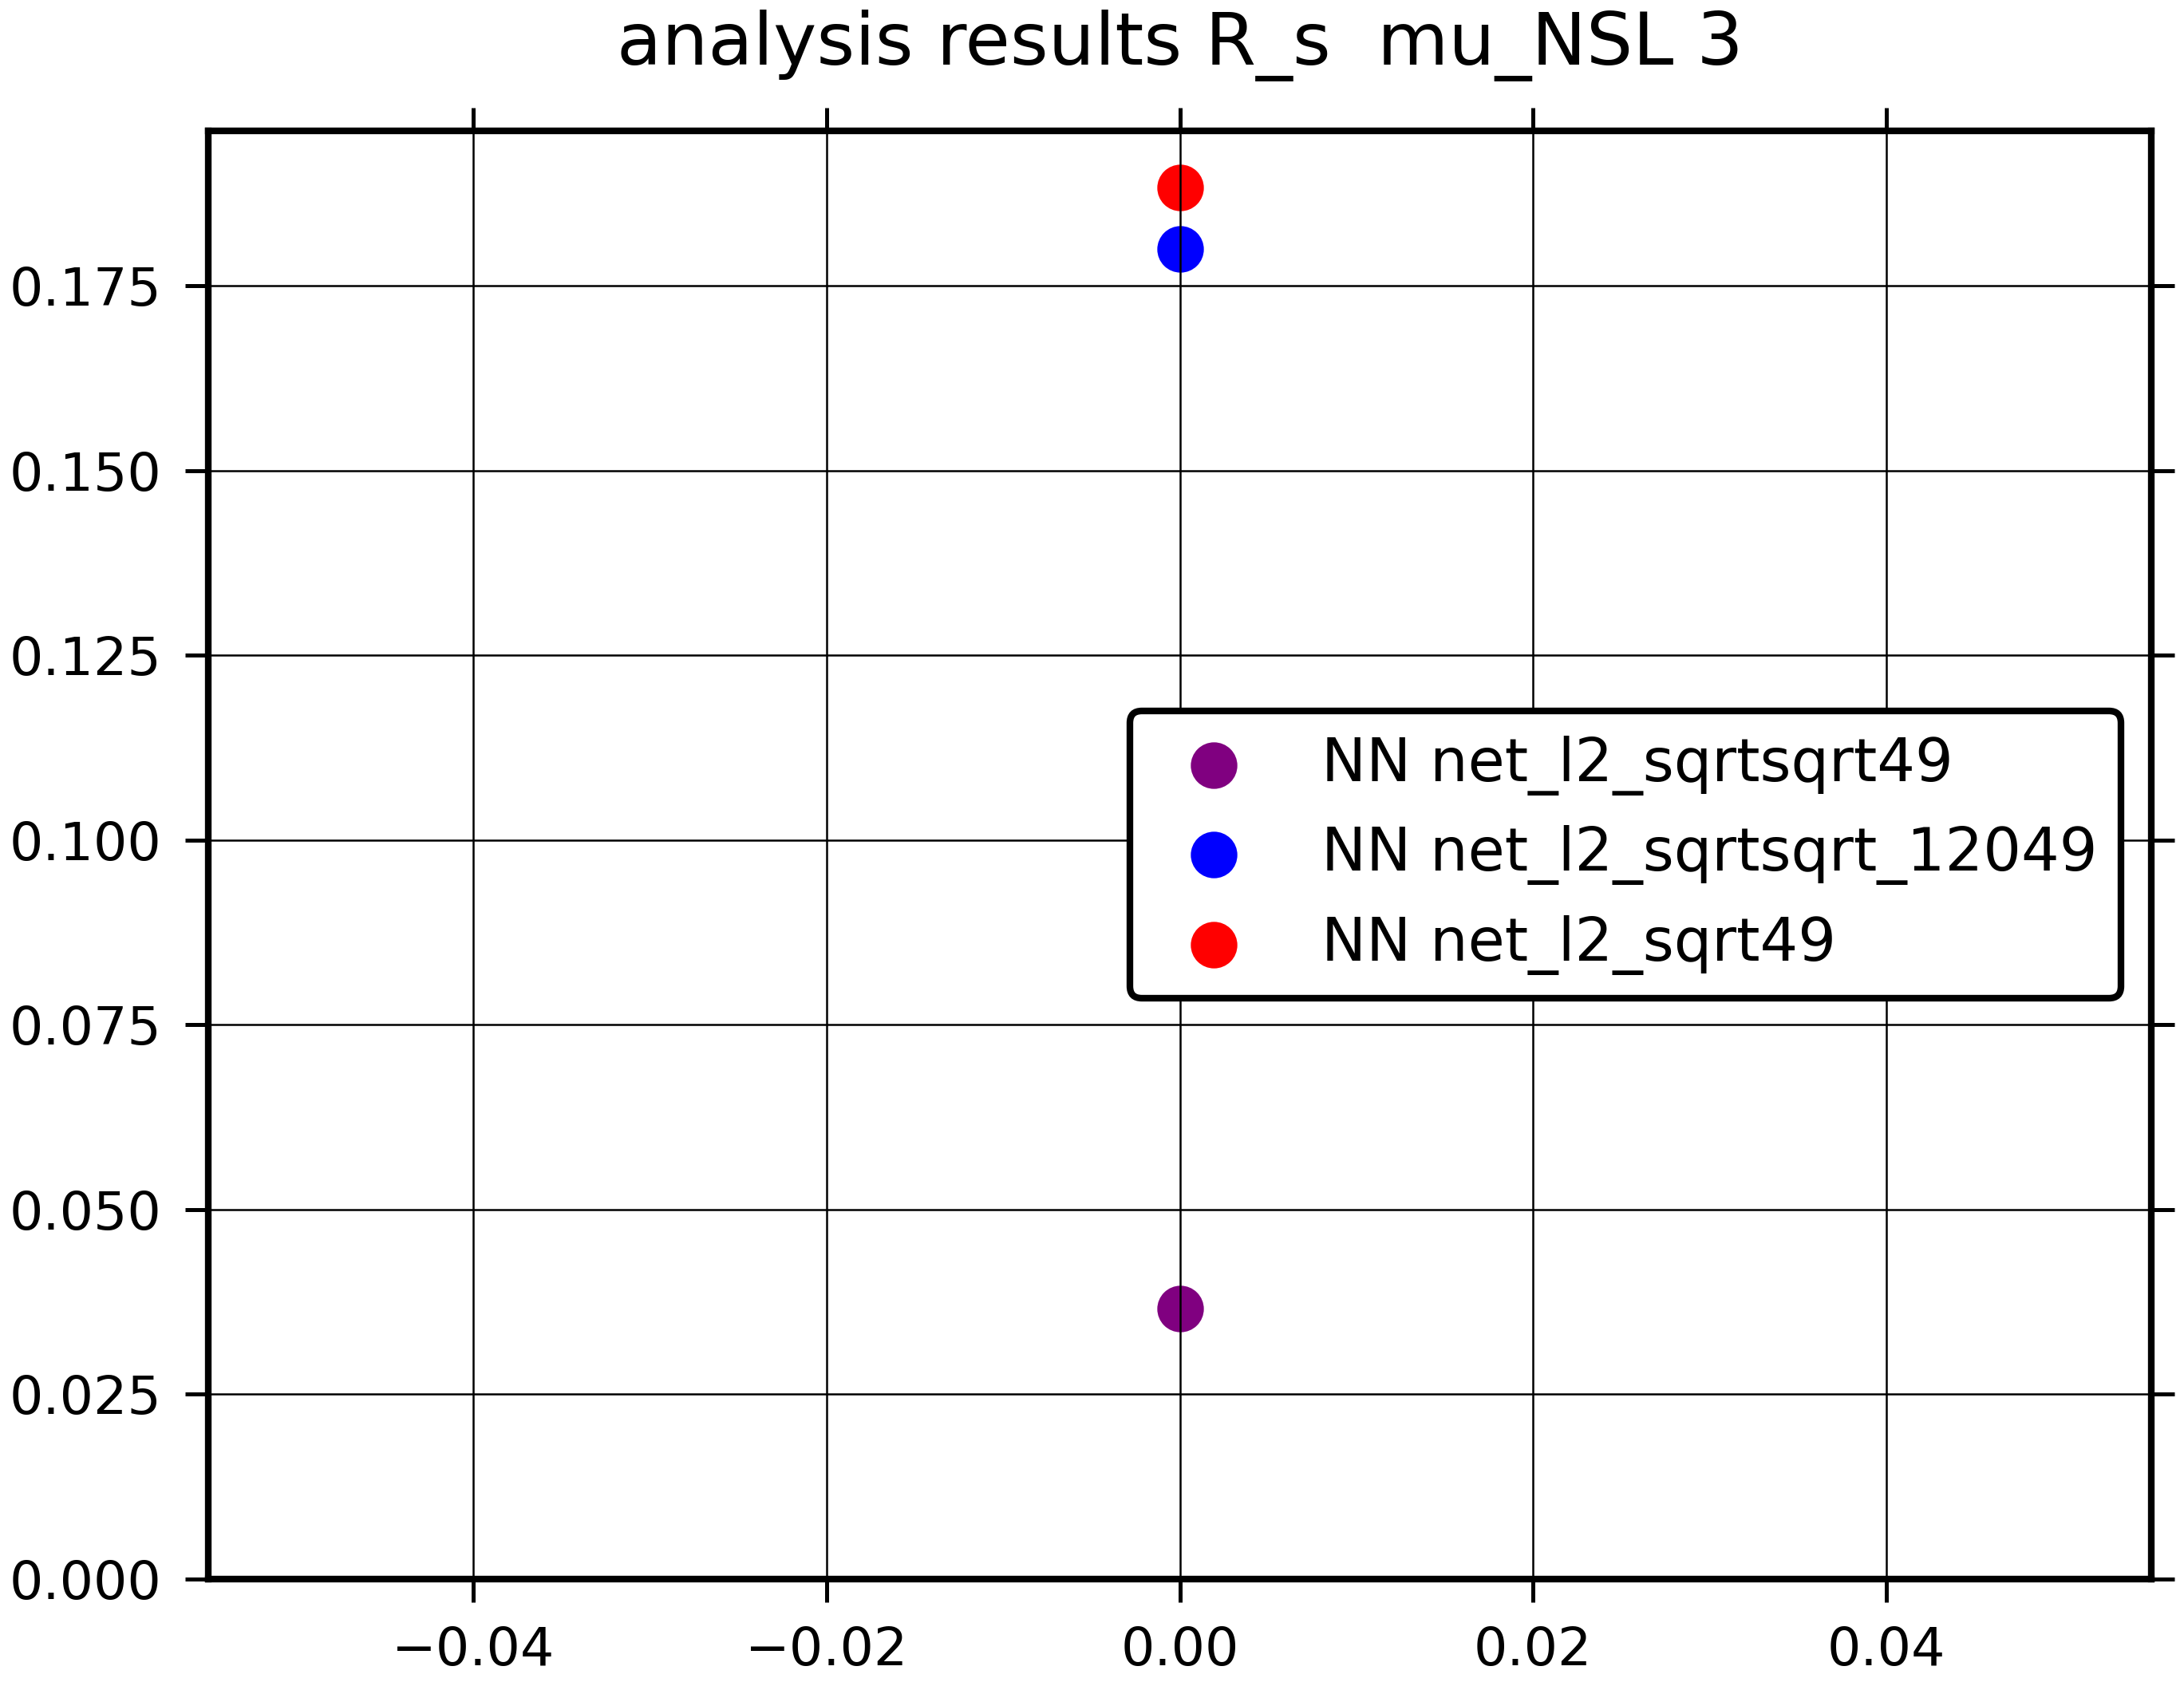 analysis results R_s  mu_NSL 3
0.175
0.150
0.125
0.100
0.075
0.050
0.025
0.000
NN net_l2_sqrtsqrt49
NN net_l2_sqrtsqrt_12049
NN net_l2_sqrt49
−0.04 −0.02 0.00 0.02 0.04